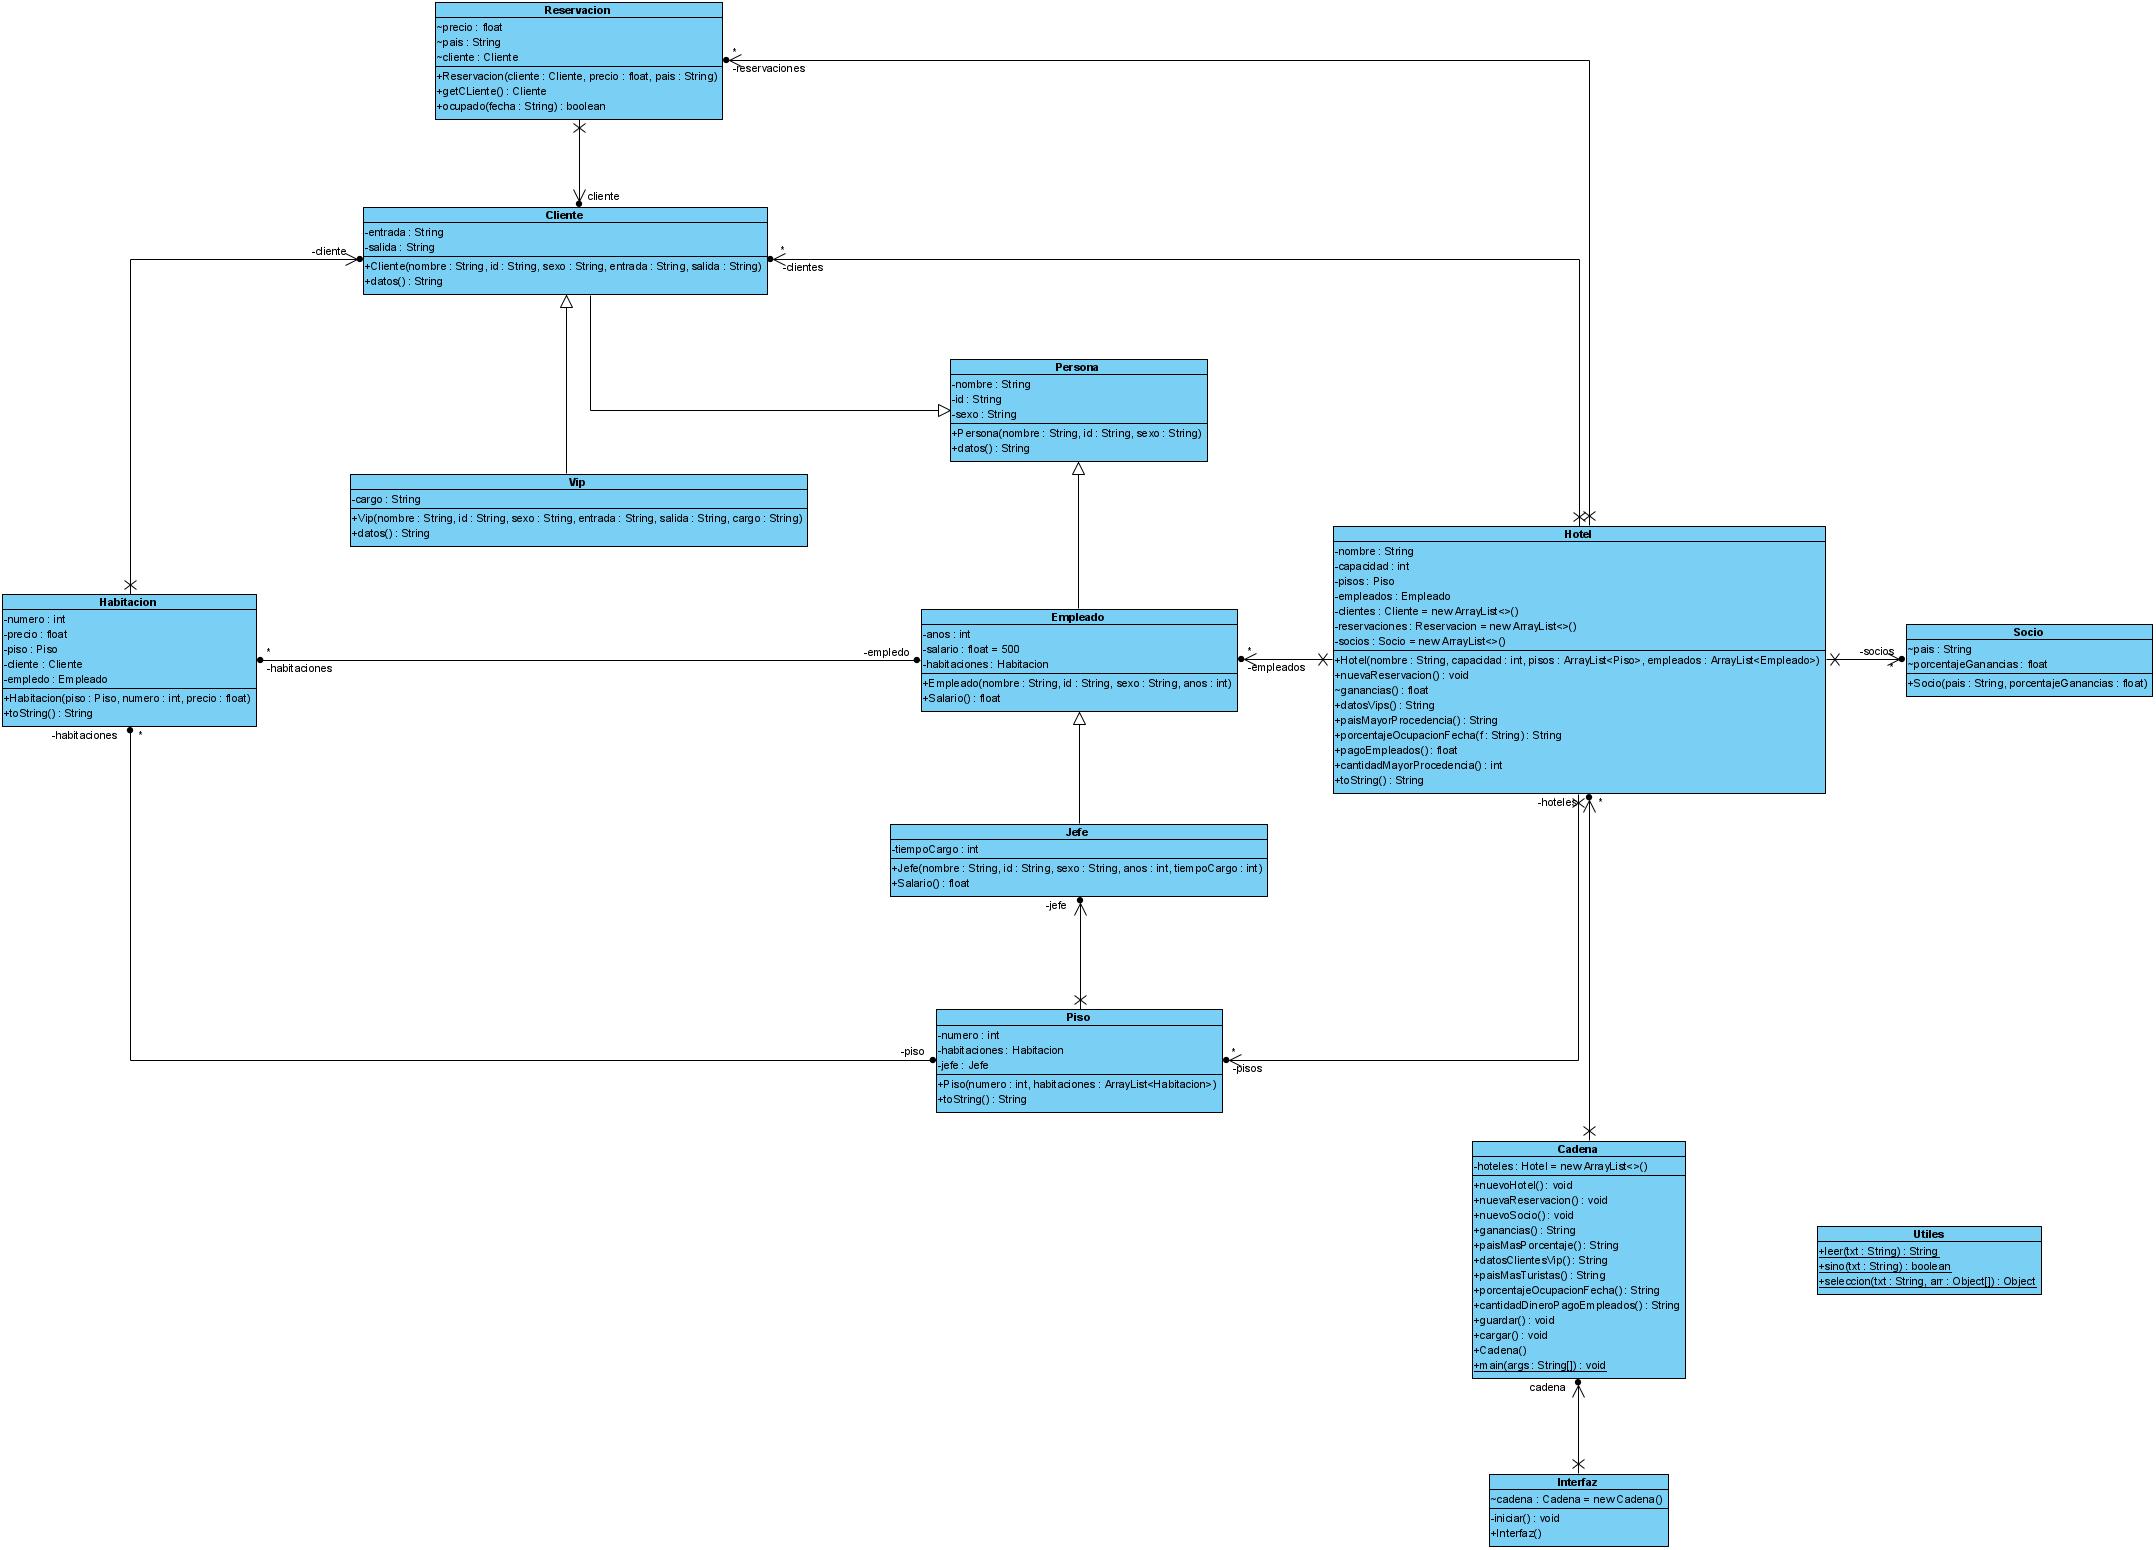 Reservacion
~precio : float
~pais : String
~cliente : Cliente
+Reservacion(cliente : Cliente, precio : float, pais : String)
+getCLiente() : Cliente
+ocupado(fecha : String) : boolean
*
-reservaciones
cliente
Cliente
-entrada : String
-salida : String
+Cliente(nombre : String, id : String, sexo : String, entrada : String, salida : String)
+datos() : String
-cliente
*
-clientes
Persona
-nombre : String
-id : String
-sexo : String
+Persona(nombre : String, id : String, sexo : String)
+datos() : String
Vip
-cargo : String
+Vip(nombre : String, id : String, sexo : String, entrada : String, salida : String, cargo : String)
+datos() : String
Hotel
-nombre : String
-capacidad : int
-pisos : Piso
-empleados : Empleado
-clientes : Cliente = new ArrayList<>()
-reservaciones : Reservacion = new ArrayList<>()
-socios : Socio = new ArrayList<>()
+Hotel(nombre : String, capacidad : int, pisos : ArrayList<Piso>, empleados : ArrayList<Empleado>)
+nuevaReservacion() : void
~ganancias() : float
+datosVips() : String
+paisMayorProcedencia() : String
+porcentajeOcupacionFecha(f : String) : String
+pagoEmpleados() : float
+cantidadMayorProcedencia() : int
+toString() : String
Habitacion
-numero : int
-precio : float
-piso : Piso
-cliente : Cliente
-empledo : Empleado
+Habitacion(piso : Piso, numero : int, precio : float)
+toString() : String
*
-habitaciones
-empledo
Empleado
-anos : int
-salario : float = 500
-habitaciones : Habitacion
+Empleado(nombre : String, id : String, sexo : String, anos : int)
+Salario() : float
*
-empleados
-socios
*
Socio
~pais : String
~porcentajeGanancias : float
+Socio(pais : String, porcentajeGanancias : float)
-habitaciones
*
-hoteles
*
Jefe
-tiempoCargo : int
+Jefe(nombre : String, id : String, sexo : String, anos : int, tiempoCargo : int)
+Salario() : float
-jefe
Piso
-numero : int
-habitaciones : Habitacion
-jefe : Jefe
+Piso(numero : int, habitaciones : ArrayList<Habitacion>)
+toString() : String
-piso
*
-pisos
Cadena
-hoteles : Hotel = new ArrayList<>()
+nuevoHotel() : void
+nuevaReservacion() : void
+nuevoSocio() : void
+ganancias() : String
+paisMasPorcentaje() : String
+datosClientesVip() : String
+paisMasTuristas() : String
+porcentajeOcupacionFecha() : String
+cantidadDineroPagoEmpleados() : String
+guardar() : void
+cargar() : void
+Cadena()
+main(args : String[]) : void
Utiles
+leer(txt : String) : String
+sino(txt : String) : boolean
+seleccion(txt : String, arr : Object[]) : Object
cadena
Interfaz
~cadena : Cadena = new Cadena()
-iniciar() : void
+Interfaz()